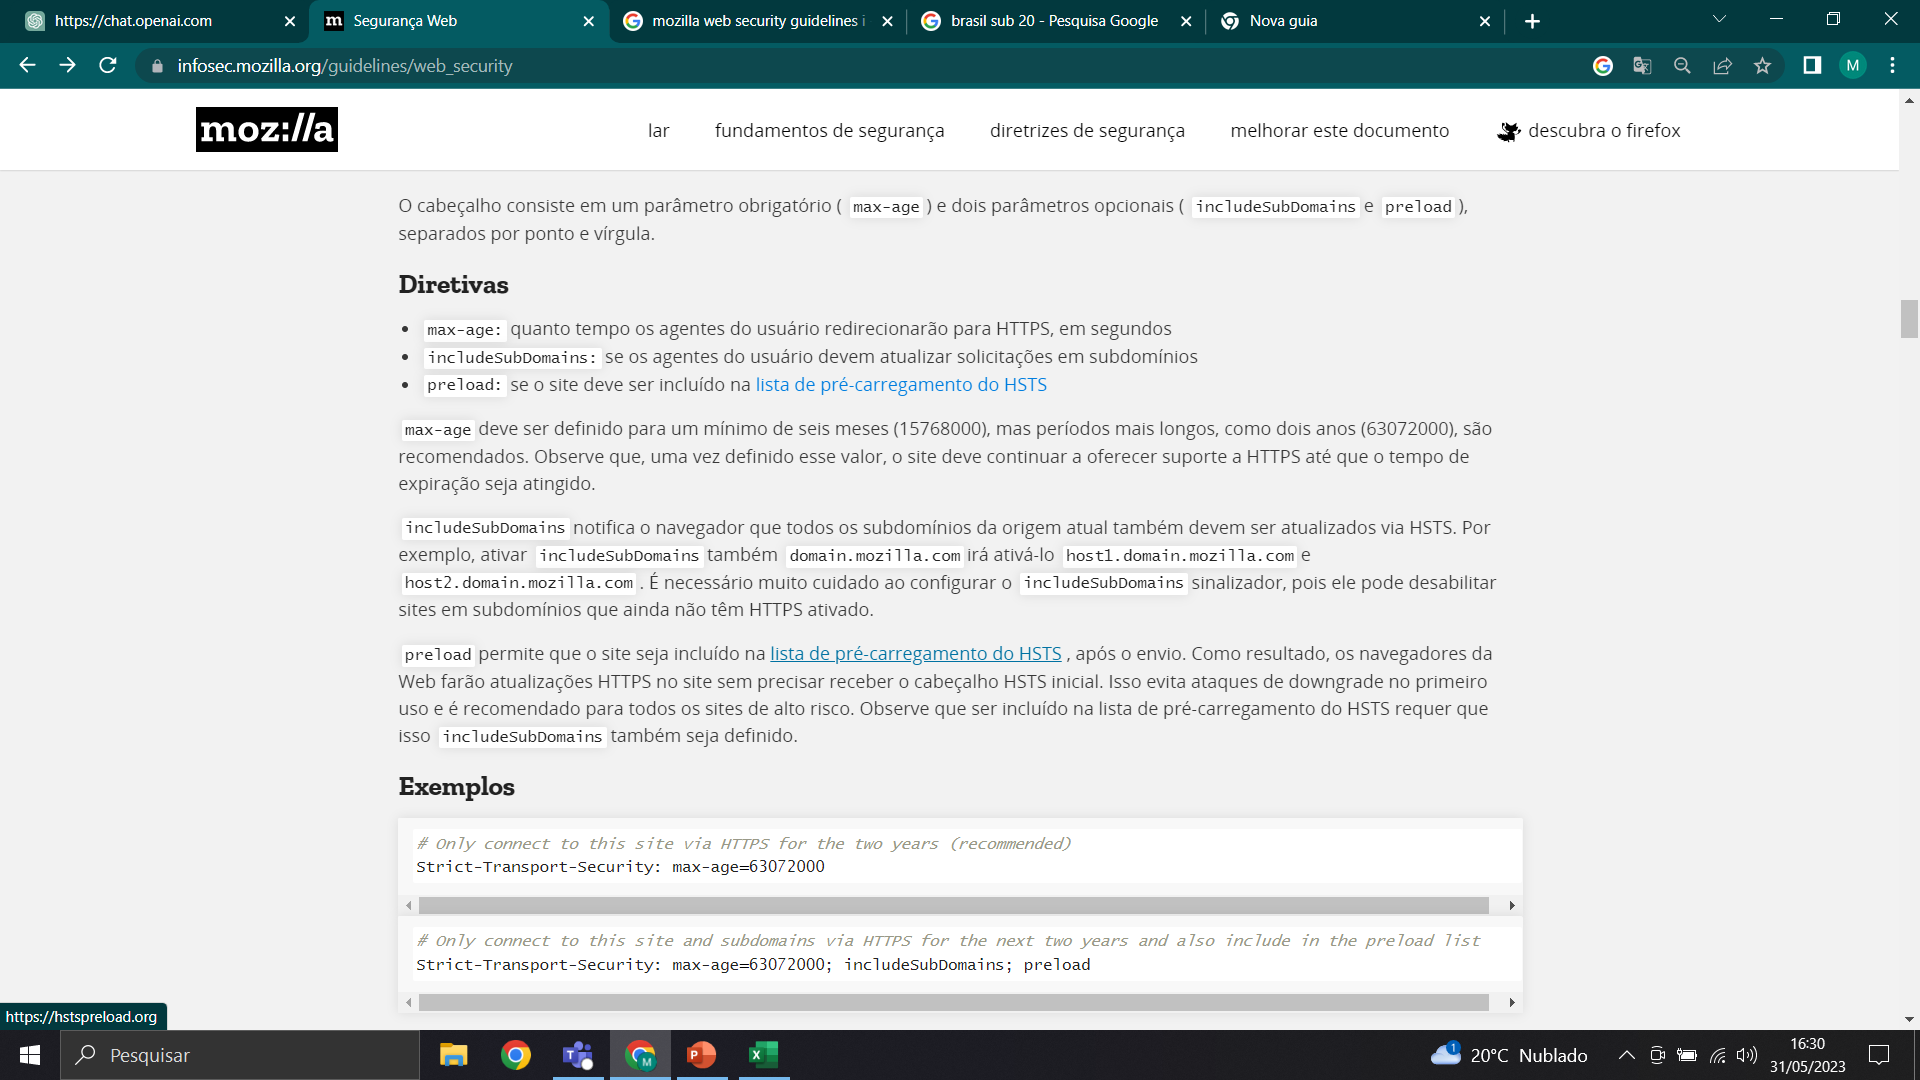 https://chat.openai.com
Segurança Web
mozilla web security guidelines i
brasil sub 20 - Pesquisa Google
Nova guia
infosec.mozilla.org/guidelines/web_security
M
moz://a
lar
fundamentos de segurança
diretrizes de segurança
melhorar este documento
descubra o firefox
O cabeçalho consiste em um parâmetro obrigatório ( max-age ) e dois parâmetros opcionais ( includeSubDomains e preload ),
separados por ponto e vírgula.
Diretivas
• max-age: quanto tempo os agentes do usuário redirecionarão para HTTPS, em segundos
• includeSubDomains: se os agentes do usuário devem atualizar solicitações em subdomínios
• preload: se o site deve ser incluído na lista de pré-carregamento do HSTS
max-age deve ser definido para um mínimo de seis meses (15768000), mas períodos mais longos, como dois anos (63072000), são
recomendados. Observe que, uma vez definido esse valor, o site deve continuar a oferecer suporte a HTTPS até que o tempo de
expiração seja atingido.
includeSubDomains notifica o navegador que todos os subdomínios da origem atual também devem ser atualizados via HSTS. Por
exemplo, ativar includeSubDomains também domain.mozilla.com irá ativá-lo host1.domain.mozilla.com e
host2.domain.mozilla.com . É necessário muito cuidado ao configurar o includeSubDomains sinalizador, pois ele pode desabilitar
sites em subdomínios que ainda não têm HTTPS ativado.
preload permite que o site seja incluído na lista de pré-carregamento do HSTS , após o envio. Como resultado, os navegadores da
Web farão atualizações HTTPS no site sem precisar receber o cabeçalho HSTS inicial. Isso evita ataques de downgrade no primeiro
uso e é recomendado para todos os sites de alto risco. Observe que ser incluído na lista de pré-carregamento do HSTS requer que
isso includeSubDomains também seja definido.
Exemplos
# Only connect to this site via HTTPS for the two years (recommended)
Strict-Transport-Security: max-age=63072000
# Only connect to this site and subdomains via HTTPS for the next two years and also include in the preload list
Strict-Transport-Security: max-age=63072000; includeSubDomains; preload
https://hstspreload.org
Pesquisar
1
20°C Nublado
16:30
31/05/2023